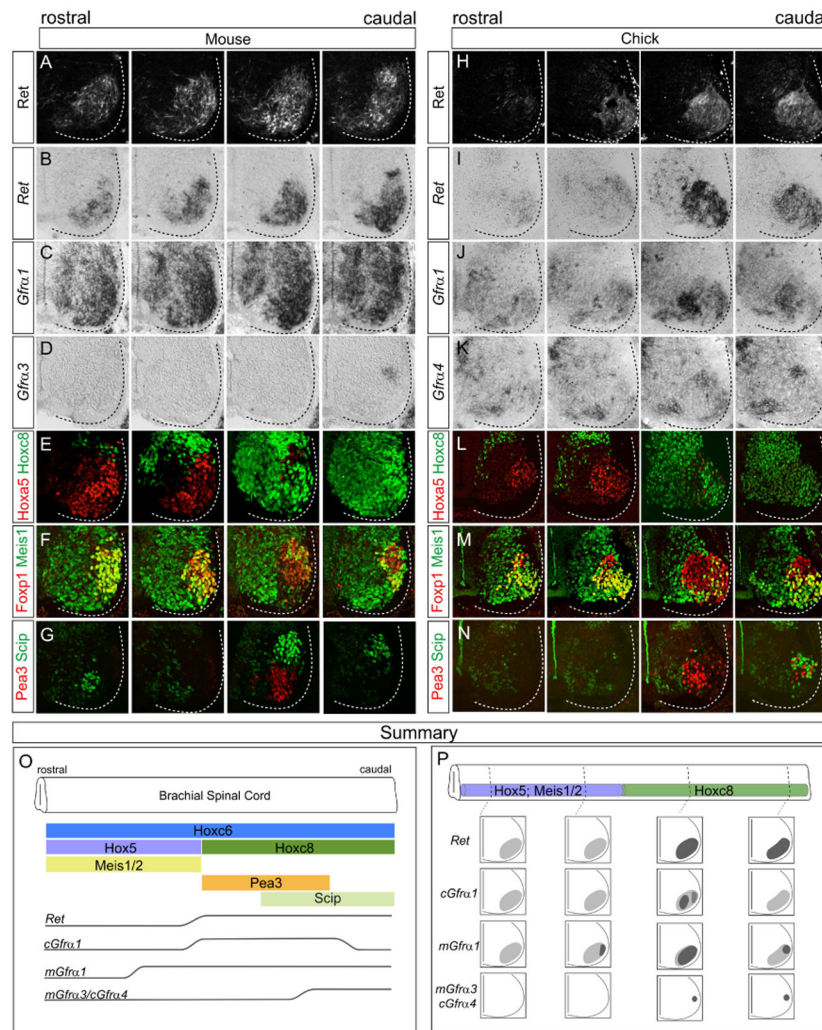 rostral caudal rostral caudal
Mouse Chick
Ret A H Ret
Ret B I Ret
Gfrα1 C J Gfrα1
Gfrα3 D K Gfrα4
Hoxa5 Hoxc8 E L Hoxa5 Hoxc8
Foxp1 Meis1 F M Foxp1 Meis1
Pea3 Scip G N Pea3 Scip
Summary
O
rostral caudal
Brachial Spinal Cord
Hoxc6
Hox5 Hoxc8
Meis1/2
Pea3
Scip
Ret
cGfrα1
mGfrα1
mGfrα3/cGfrα4
P
Hox5; Meis1/2 Hoxc8
Ret
cGfrα1
mGfrα1
mGfrα3
cGfrα4